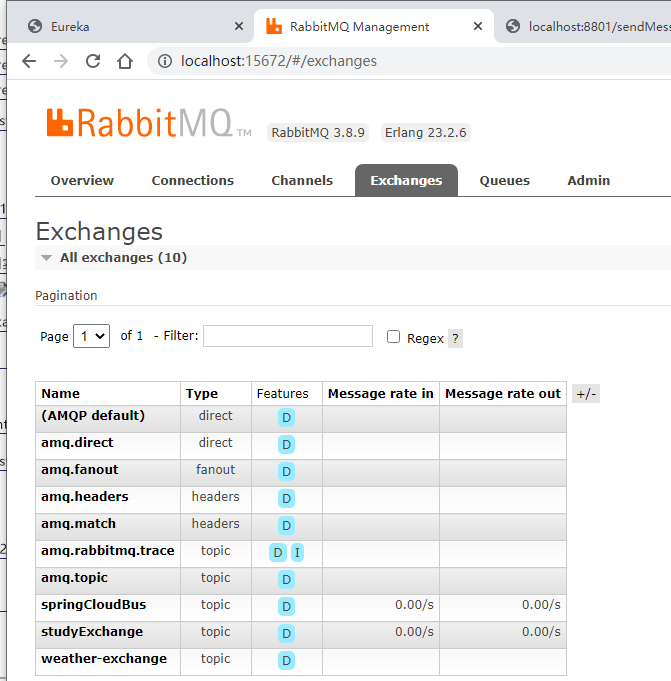 Eureka
RabbitMQ Management
localhost:8801/sendMess
localhost:15672/#/exchanges
RabbitMQ TM
RabbitMQ 3.8.9
Erlang 23.2.6
Overview Connections Channels Exchanges Queues Admin
Exchanges
All exchanges (10)
Pagination
Page 1 of 1 - Filter: Regex ?
Name Type Features Message rate in Message rate out +/-
(AMQP default) direct D
amq.direct direct D
amq.fanout fanout D
amq.headers headers D
amq.match headers D
amq.rabbitmq.trace topic D I
amq.topic topic D
springCloudBus topic D 0.00/s 0.00/s
studyExchange topic D 0.00/s 0.00/s
weather-exchange topic D